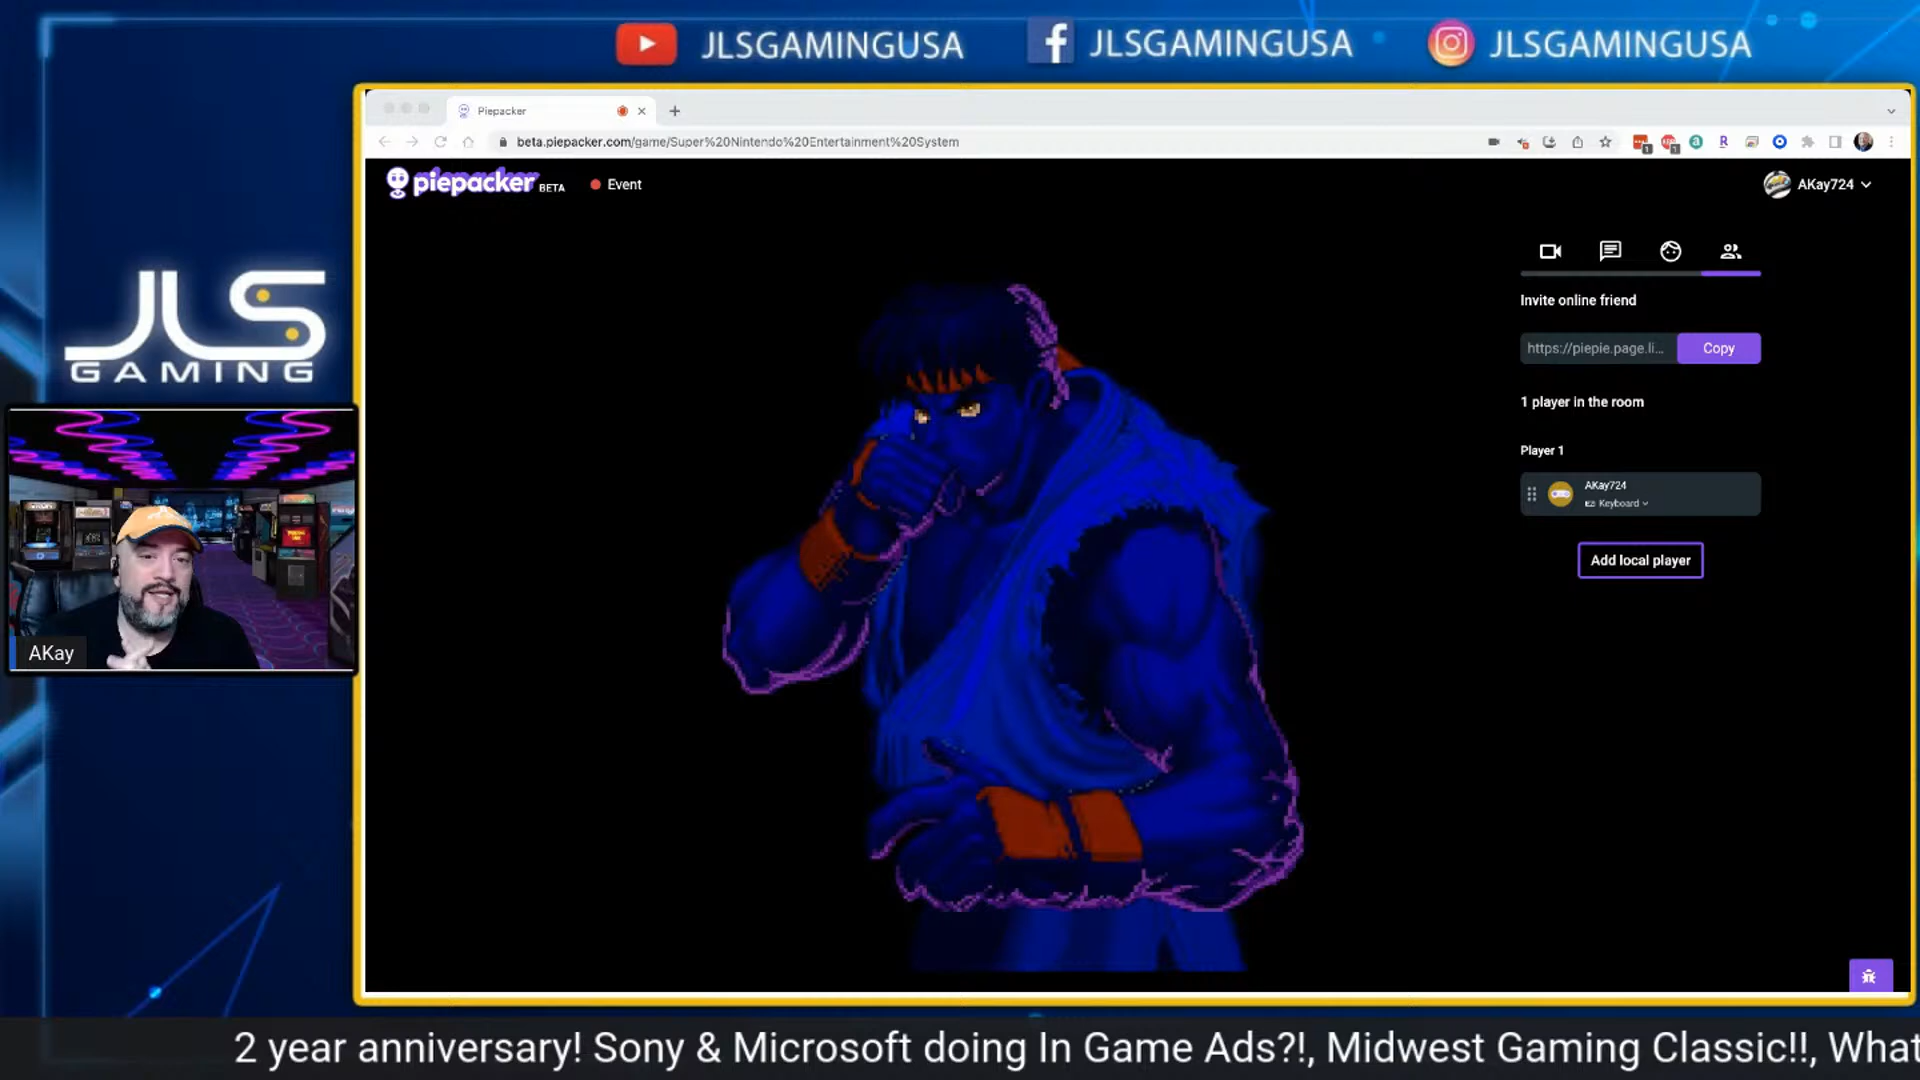 JLSGAMINGUSA
JLSGAMINGUSA
JLSGAMINGUSA
Piepacker
beta.piepacker.com/game/Super%20Nintendo%20Entertainment%20System
piepacker BETA
Event
AKay724
JLS
GAMING
AKay
Invite online friend
https://piepie.page.li...
Copy
1 player in the room
Player 1
AKay724
Keyboard
Add local player
2 year anniversary! Sony & Microsoft doing In Game Ads?!, Midwest Gaming Classic!!, What